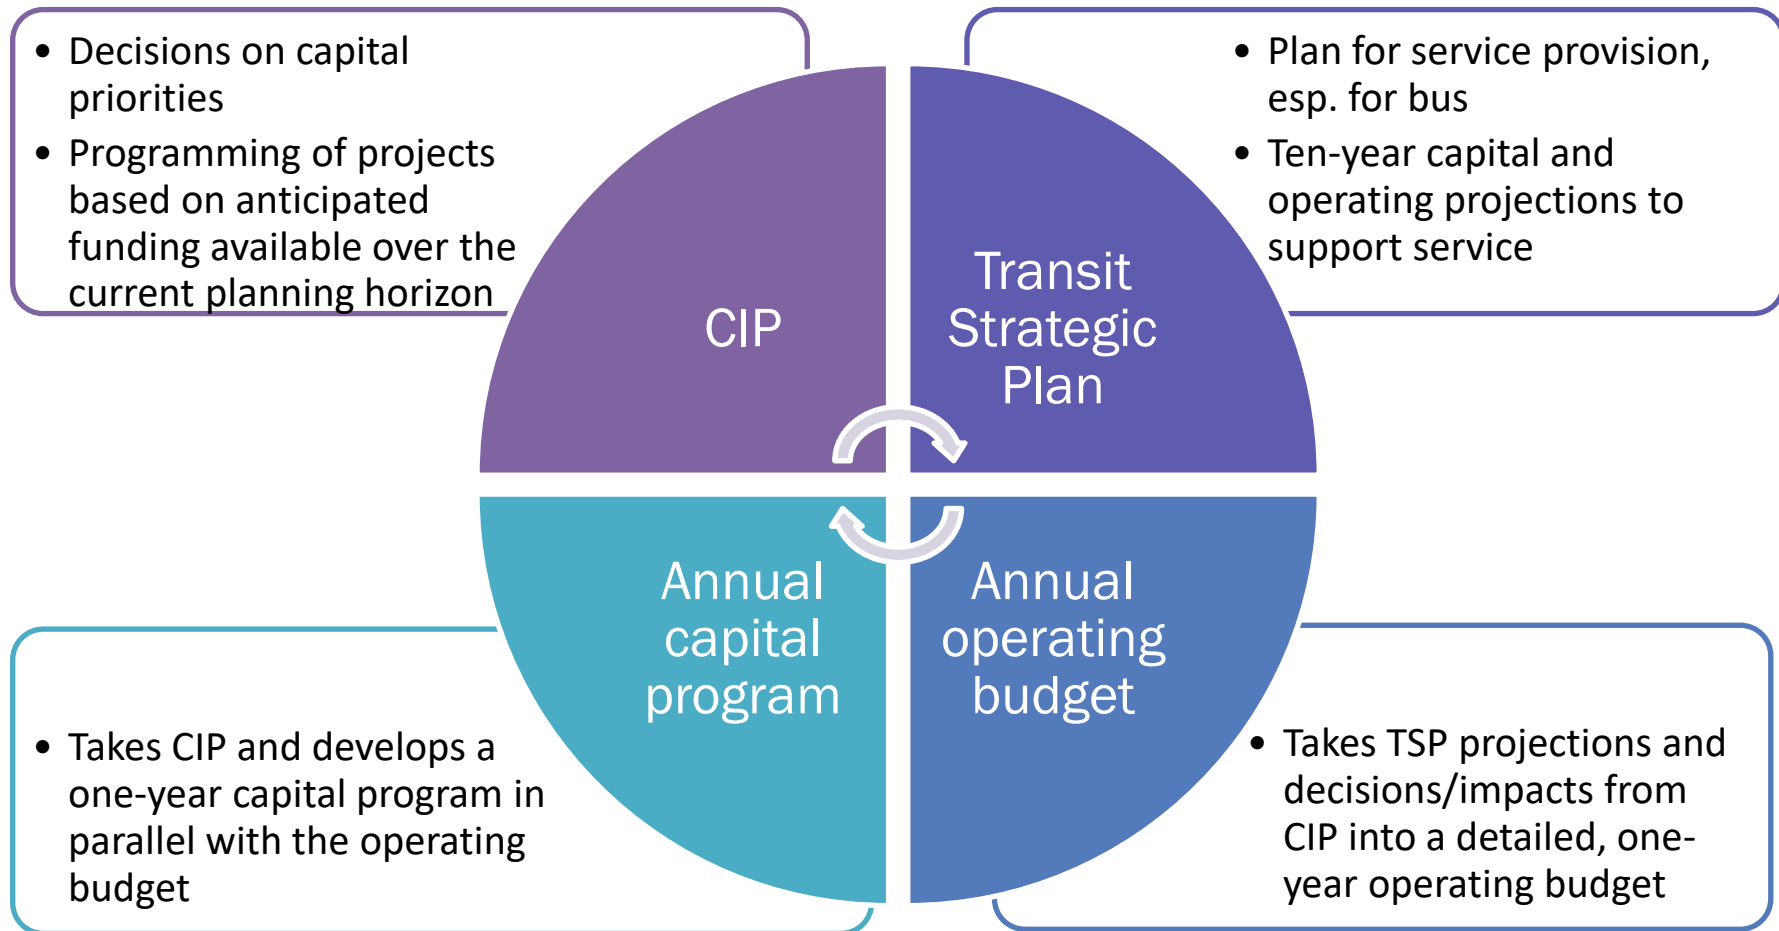 • Decisions on capital
priorities
• Programming of projects
based on anticipated
funding available over the
current planning horizon
• Plan for service provision,
esp. for bus
• Ten-year capital and
operating projections to
support service
CIP
Transit
Strategic
Plan
Annual
capital
program
Annual
operating
budget
• Takes CIP and develops a
one-year capital program in
parallel with the operating
budget
• Takes TSP projections and
decisions/impacts from
CIP into a detailed, one-
year operating budget